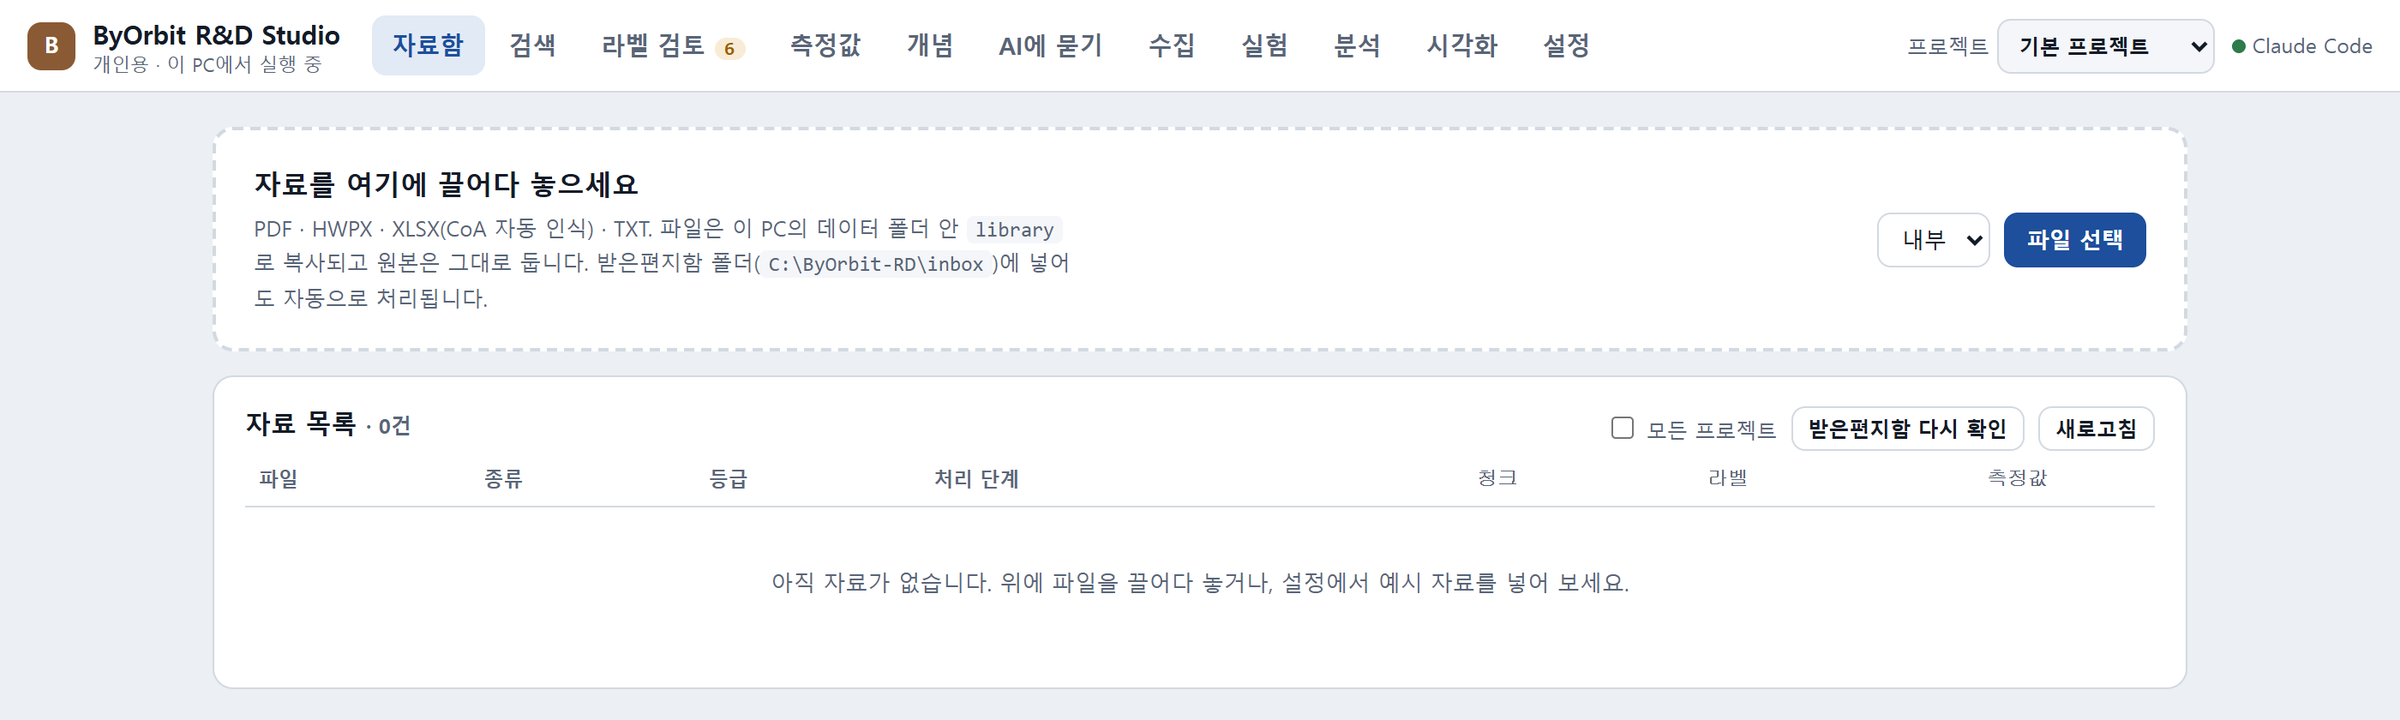 B
ByOrbit R&D Studio
개인용 · 이 PC에서 실행 중
자료함 검색 라벨 검토 6 측정값 개념 AI에 묻기 수집 실험 분석 시각화 설정
프로젝트 기본 프로젝트 Claude Code
자료를 여기에 끌어다 놓으세요
PDF · HWPX · XLSX(CoA 자동 인식) · TXT. 파일은 이 PC의 데이터 폴더 안 library
로 복사되고 원본은 그대로 둡니다. 받은편지함 폴더( C:\ByOrbit-RD\inbox )에 넣어
도 자동으로 처리됩니다.
내부 파일 선택
자료 목록 · 0건
모든 프로젝트 받은편지함 다시 확인 새로고침
파일 종류 등급 처리 단계 청크 라벨 측정값
아직 자료가 없습니다. 위에 파일을 끌어다 놓거나, 설정에서 예시 자료를 넣어 보세요.